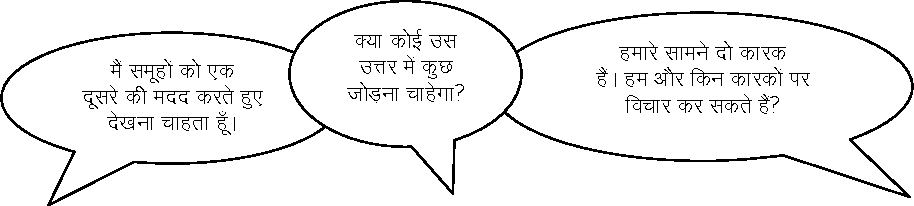 मैं समूहों को एक
दूसरे की मदद करते हुए
देखना चाहता हूँ।
क्या कोई उस
उत्तर में कुछ
जोड़ना चाहेगा?
हमारे सामने दो कारक
हैं। हम और किन कारकों पर
विचार कर सकते हैं?